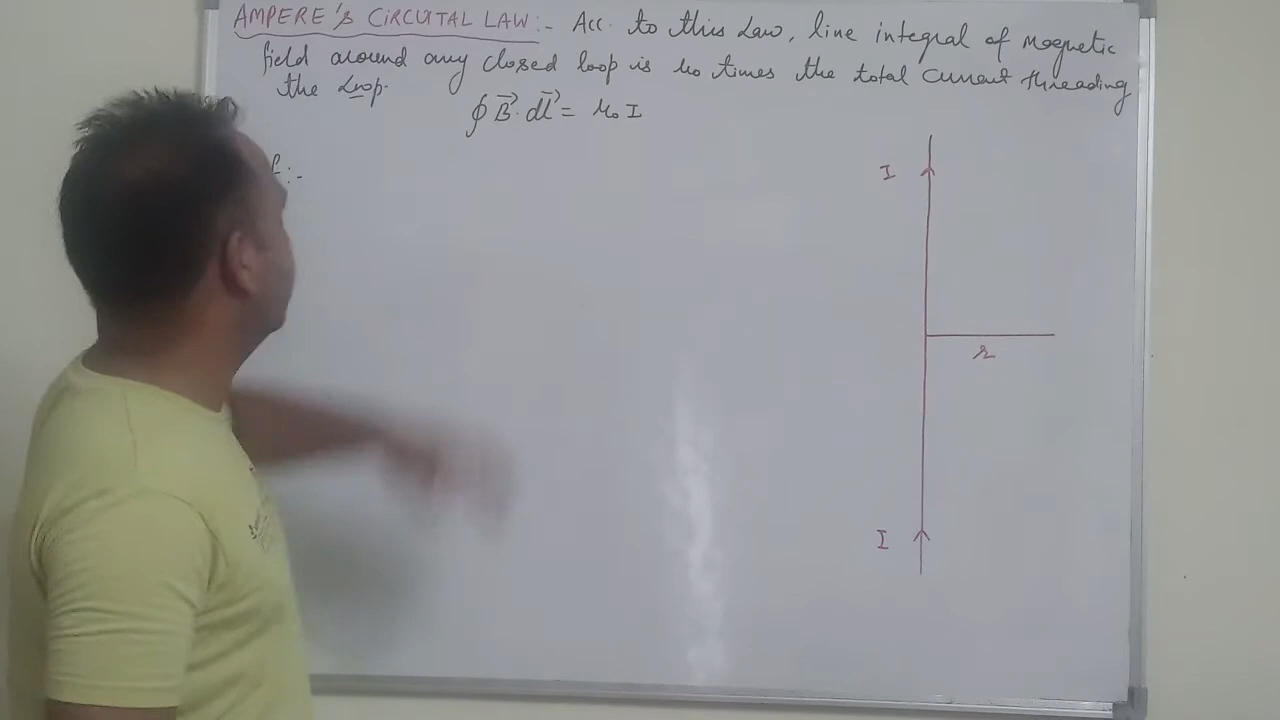 AMPERE'S CIRCUITAL LAW:- Acc. to this Law, line integral of Magnetic
field around any closed loop is μ₀ times the total current threading
the Loop.
∮ B⃗. dl⃗ = μ₀ I
f:-
I
r
I